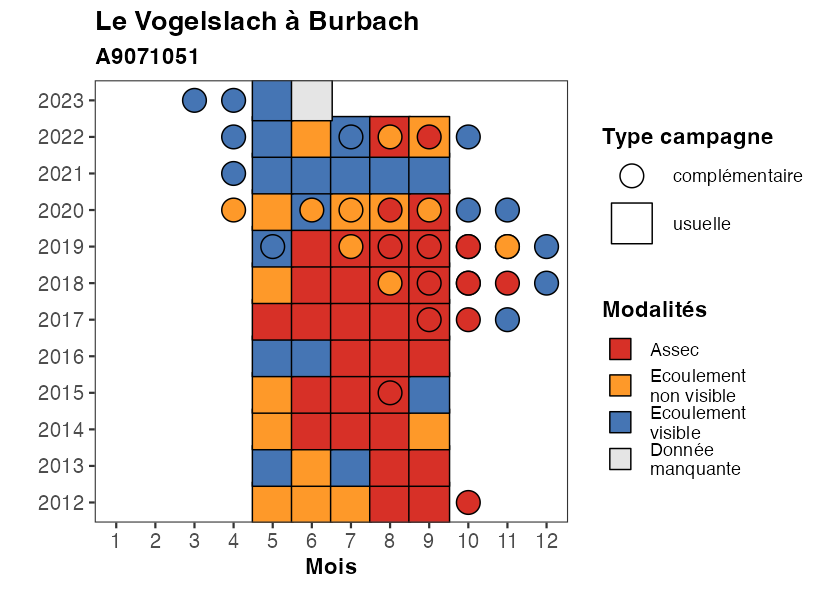 Le Vogelslach à Burbach
A9071051
2023
2022
2021
2020
2019
2018
2017
2016
2015
2014
2013
2012
1 2 3 4 5 6 7 8 9 10 11 12
Mois
Type campagne
complémentaire
usuelle
Modalités
Assec
Ecoulement
non visible
Ecoulement
visible
Donnée
manquante